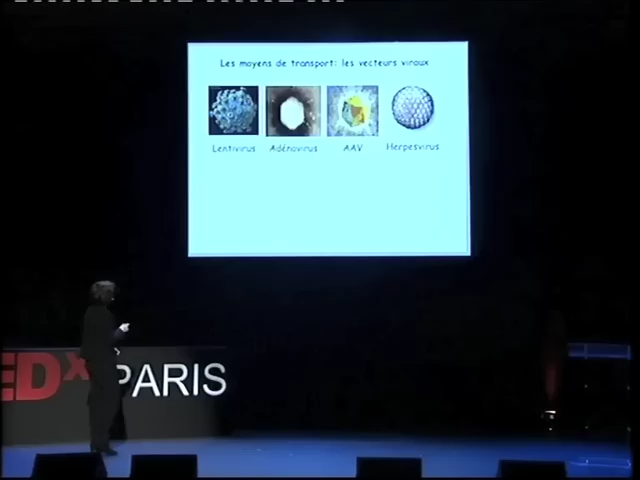 Les moyens de transport: les vecteurs viraux
Lentivirus Adénovirus AAV Herpesvirus
EDx PARIS